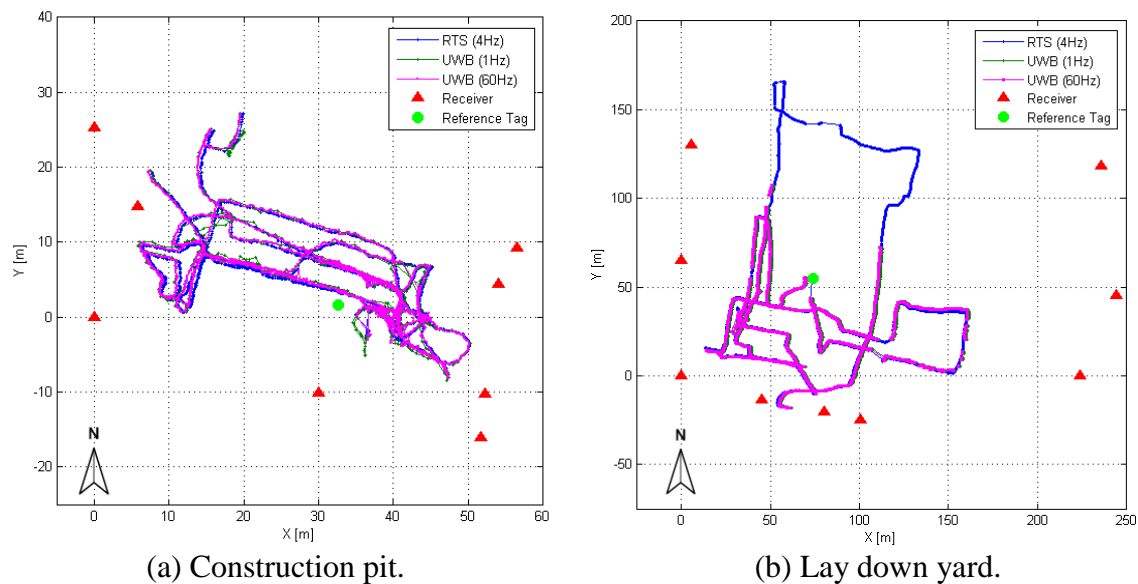 40
30
20
10
0
-10
-20
Y [m]
0
10
20
30
40
50
60
X [m]
RTS (4Hz)
UWB (1Hz)
UWB (60Hz)
Receiver
Reference Tag
N
(a) Construction pit.
200
150
100
50
0
-50
Y [m]
0
50
100
150
200
250
X [m]
RTS (4Hz)
UWB (1Hz)
UWB (60Hz)
Receiver
Reference Tag
N
(b) Lay down yard.